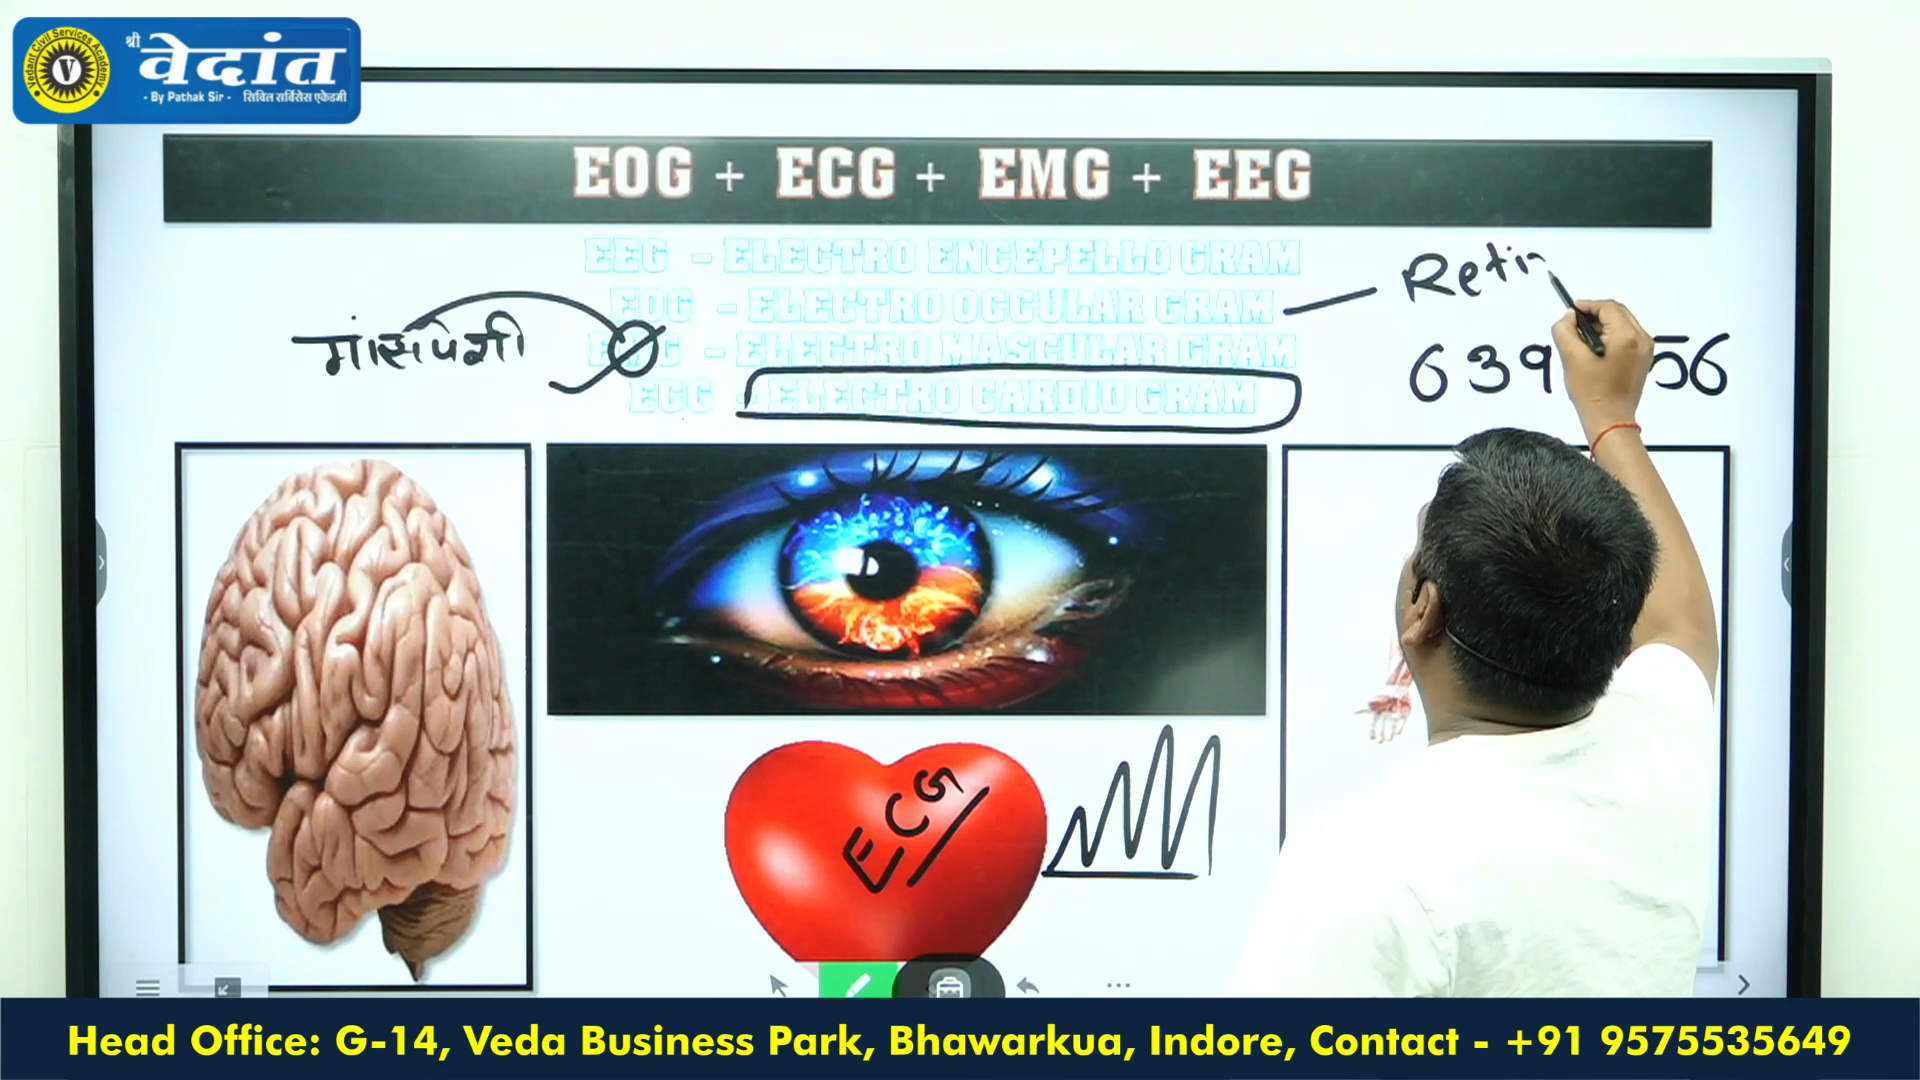 श्री वेदांत
Vedant Civil Services Academy
V
- By Pathak Sir - सिविल सर्विसेस एकेडमी
EOG + ECG + EMG + EEG
EEG - ELECTRO ENCEPELLO GRAM
EOG - ELECTRO OCCULAR GRAM
EMG - ELECTRO MASCULAR GRAM
ECG - ELECTRO CARDIO GRAM
मांसपेशी
Retin
639 56
ECG
Head Office: G-14, Veda Business Park, Bhawarkua, Indore, Contact - +91 9575535649